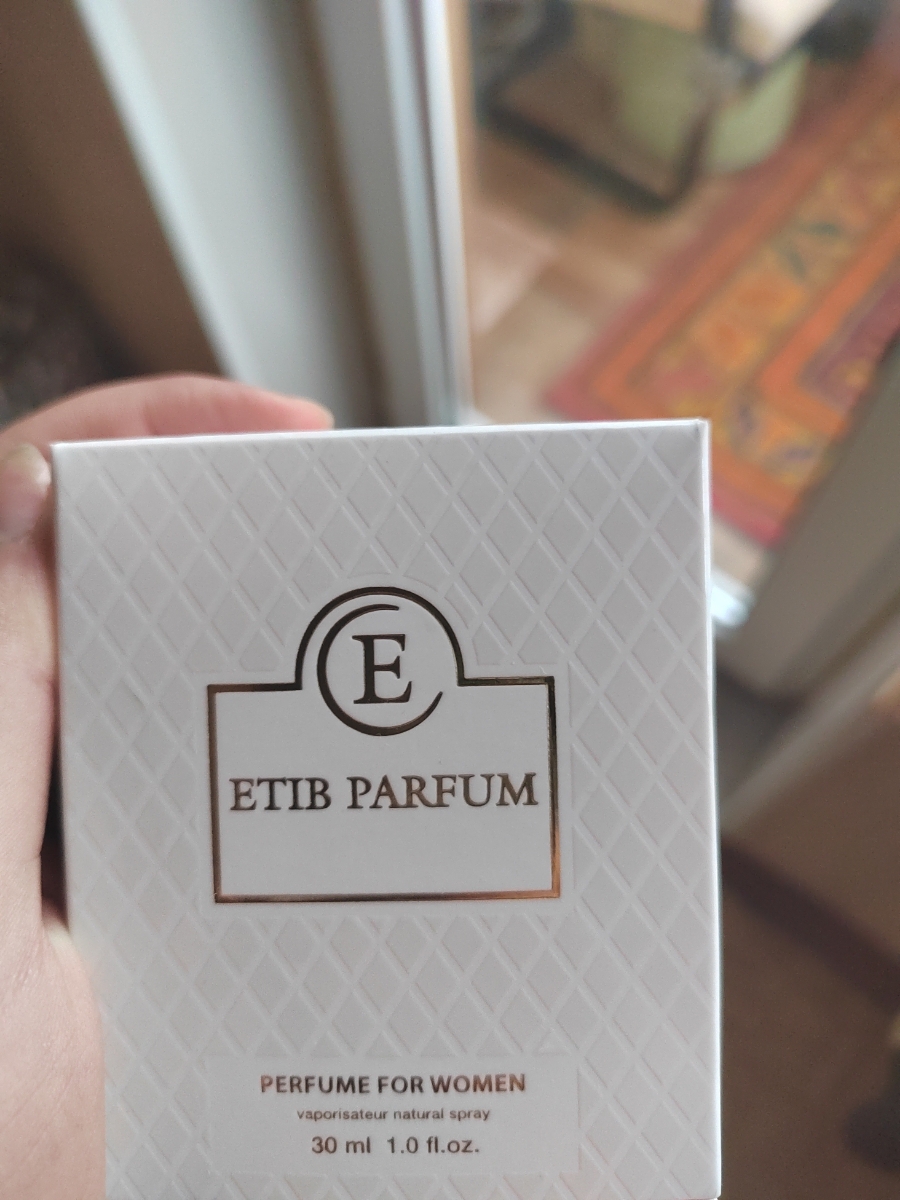 E
ETIB PARFUM
PERFUME FOR WOMEN
vaporisateur natural spray
30 ml 1.0 fl.oz.